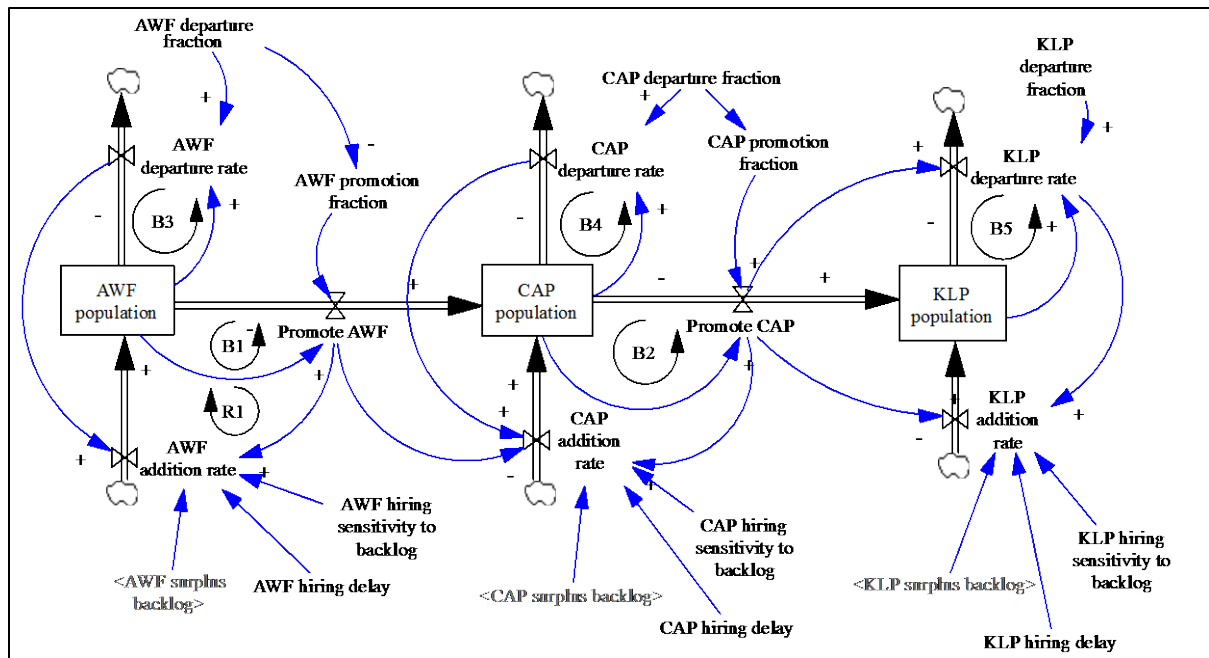 AWF departure
fraction
KLP
departure
fraction
CAP departure fraction
+
+
+
AWF
departure rate
-
CAP
departure rate
CAP promotion
fraction
+
KLP
departure rate
AWF promotion
fraction
+
+
-
B3
-
B4
-
B5
+
AWF
population
+
CAP
population
-
+
+
+
KLP
population
-
Promote AWF
Promote CAP
B1
B2
+
+
+
+
R1
+
+
+
+
AWF
addition rate
+
+
CAP
addition
rate
-
+
-
KLP
addition
rate
+
AWF hiring
sensitivity to
backlog
CAP hiring
sensitivity to
backlog
KLP hiring
sensitivity to
backlog
<AWF surplus
backlog>
AWF hiring delay
<CAP surplus backlog>
<KLP surplus backlog>
CAP hiring delay
KLP hiring delay